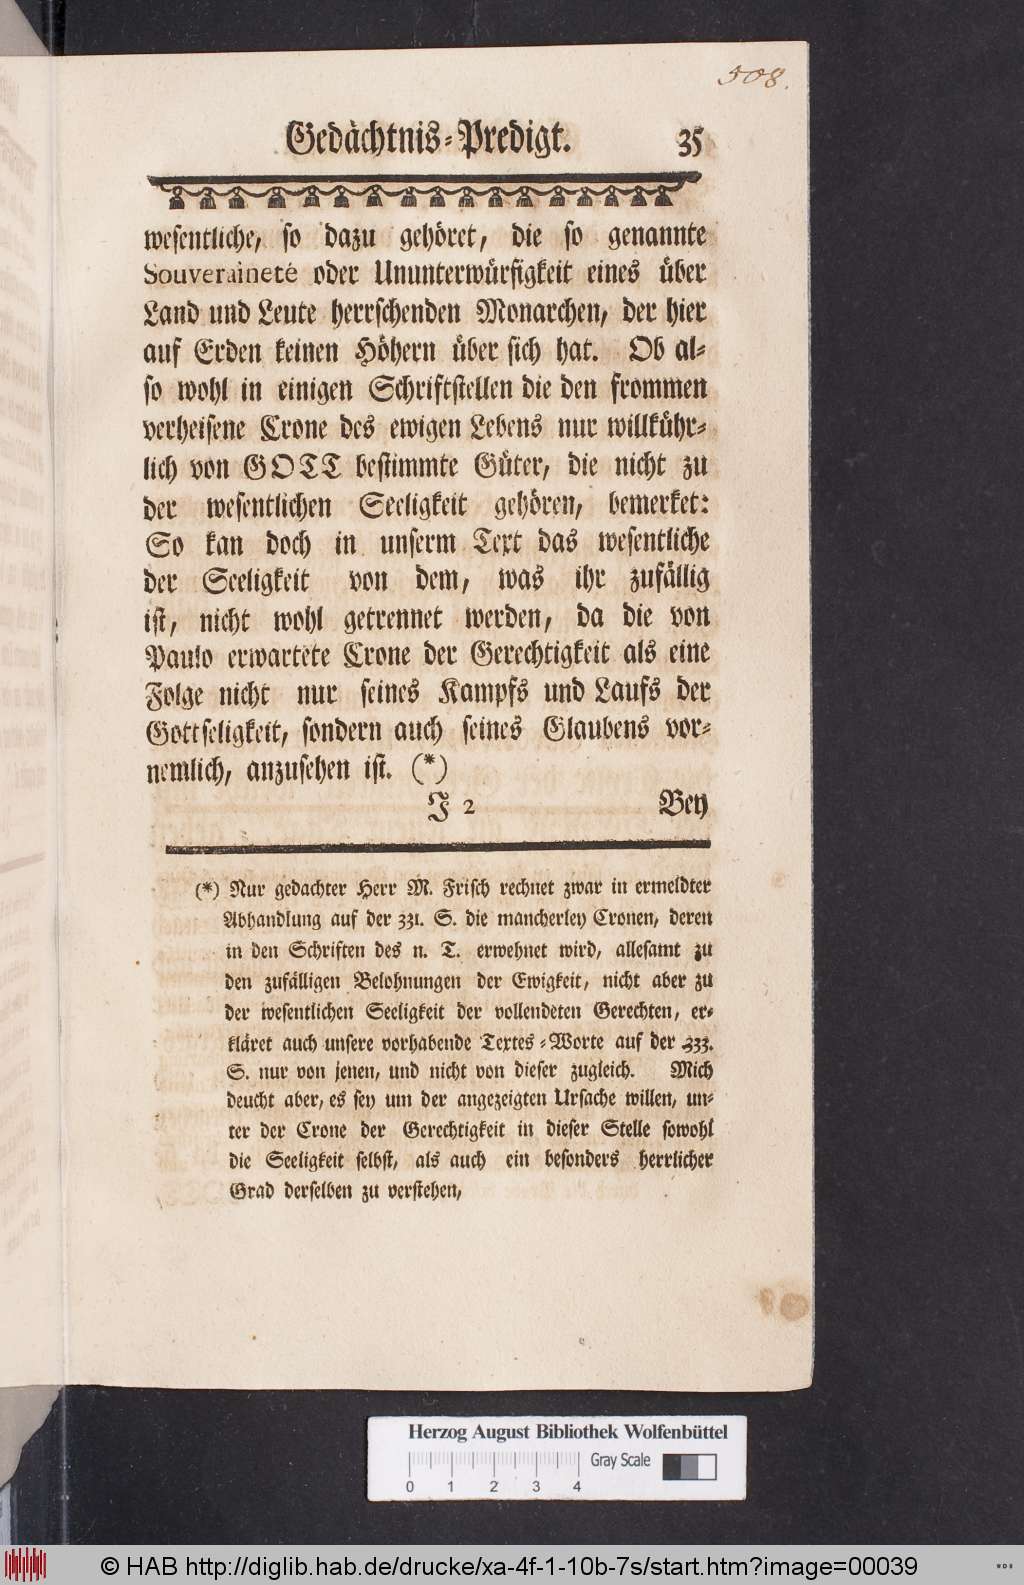 508.
Gedächtnis-Predigt. 35
wesentliche, so dazu gehöret, die so genannte
Souveraineté oder Ununterwürfigkeit eines über
Land und Leute herrschenden Monarchen, der hier
auf Erden keinen Höhern über sich hat. Ob al-
so wohl in einigen Schriftstellen die den frommen
verheisene Crone des ewigen Lebens nur willkühr-
lich von GOTT bestimmte Güter, die nicht zu
der wesentlichen Seeligkeit gehören, bemerket:
So kan doch in unserm Text das wesentliche
der Seeligkeit von dem, was ihr zufällig
ist, nicht wohl getrennet werden, da die von
Paulo erwartete Crone der Gerechtigkeit als eine
Folge nicht nur seines Kampfs und Laufs der
Gottseligkeit, sondern auch seines Glaubens vor-
nemlich, anzusehen ist. (*)
J 2 Bey
(*) Nur gedachter Herr M. Frisch rechnet zwar in ermeldter
Abhandlung auf der 331. S. die mancherley Cronen, deren
in den Schriften des n. T. erwehnet wird, allesamt zu
den zufälligen Belohnungen der Ewigkeit, nicht aber zu
der wesentlichen Seeligkeit der vollendeten Gerechten, er-
kläret auch unsere vorhabende Textes-Worte auf der 333.
S. nur von jenen, und nicht von dieser zugleich. Mich
deucht aber, es sey um der angezeigten Ursache willen, un-
ter der Crone der Gerechtigkeit in dieser Stelle sowohl
die Seeligkeit selbst, als auch ein besonders herrlicher
Grad derselben zu verstehen,
Herzog August Bibliothek Wolfenbüttel
Gray Scale
0 1 2 3 4
© HAB http://diglib.hab.de/drucke/xa-4f-1-10b-7s/start.htm?image=00039